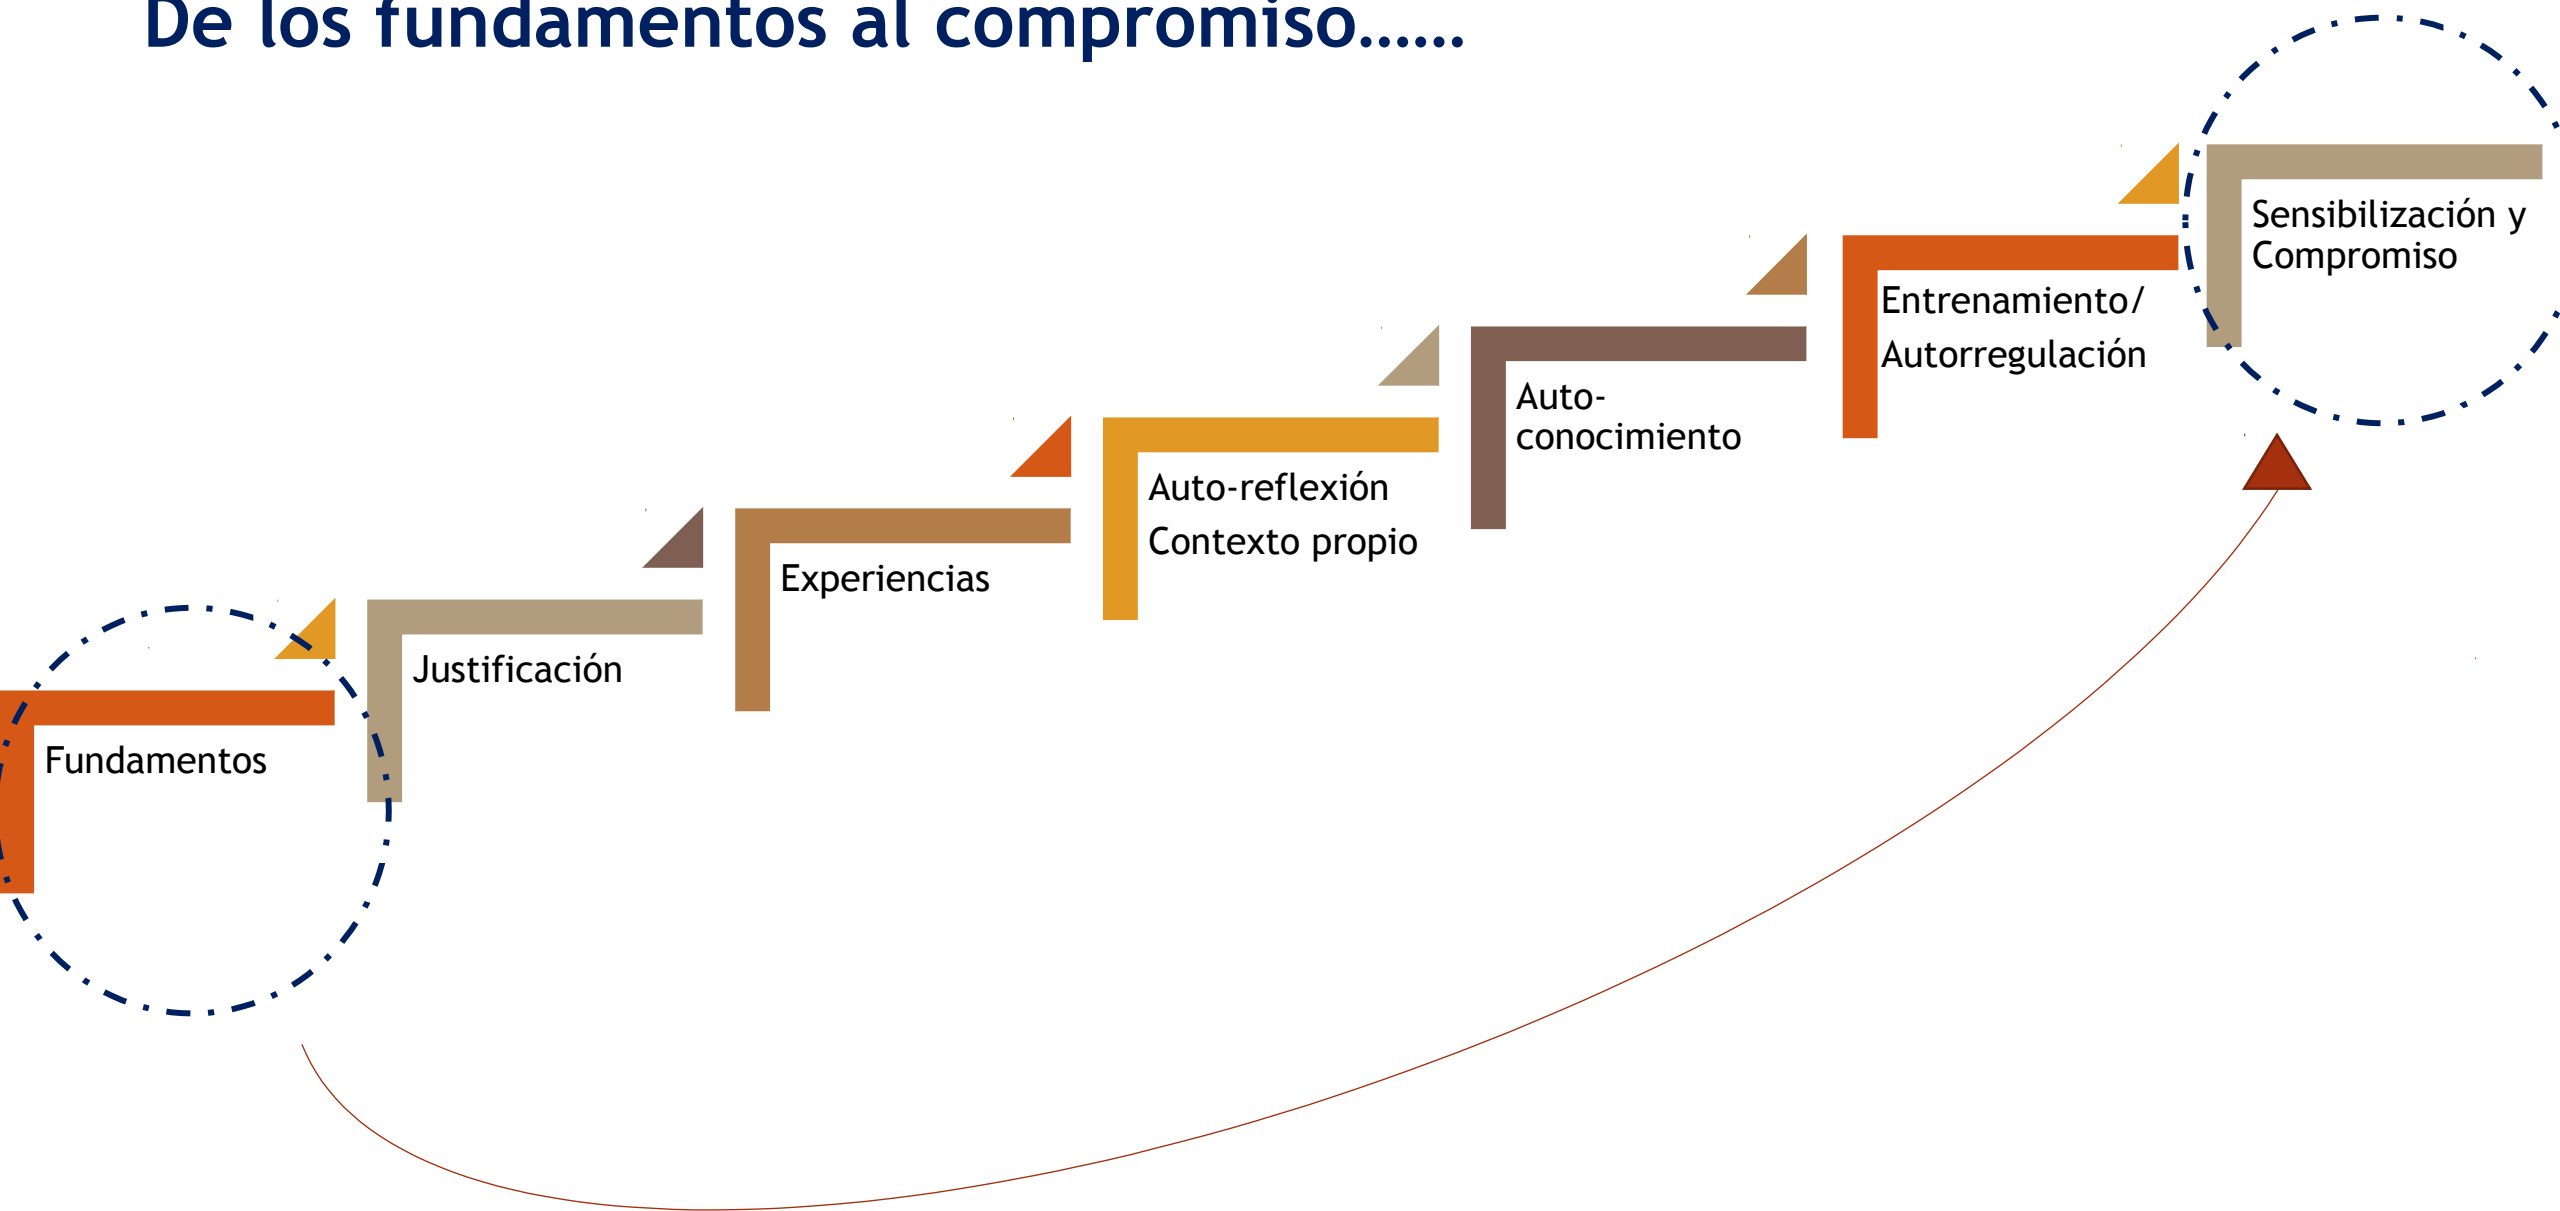 De los fundamentos al compromiso......
Fundamentos
Justificación
Experiencias
Auto-reflexión
Contexto propio
Auto-
conocimiento
Entrenamiento/
Autorregulación
Sensibilización y
Compromiso